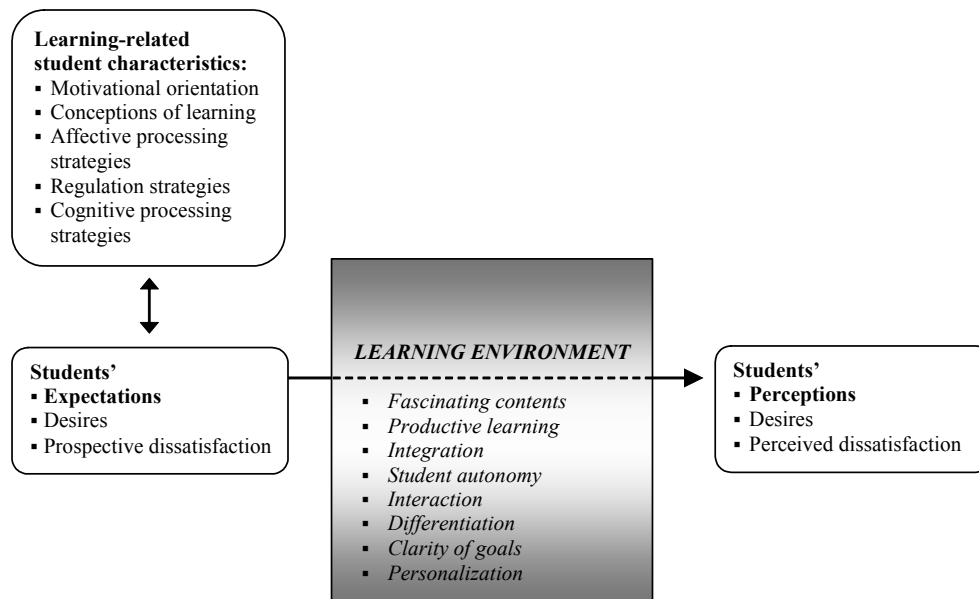 Learning-related
student characteristics:
▪ Motivational orientation
▪ Conceptions of learning
▪ Affective processing
strategies
▪ Regulation strategies
▪ Cognitive processing
strategies
Students’
▪ Expectations
▪ Desires
▪ Prospective dissatisfaction
LEARNING ENVIRONMENT
▪ Fascinating contents
▪ Productive learning
▪ Integration
▪ Student autonomy
▪ Interaction
▪ Differentiation
▪ Clarity of goals
▪ Personalization
Students’
▪ Perceptions
▪ Desires
▪ Perceived dissatisfaction